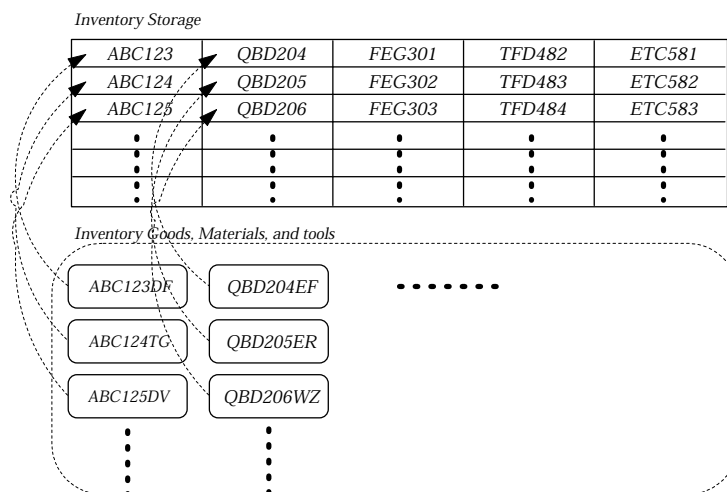 Inventory Storage
ABC123 QBD204 FEG301 TFD482 ETC581
ABC124 QBD205 FEG302 TFD483 ETC582
ABC125 QBD206 FEG303 TFD484 ETC583
Inventory Goods, Materials, and tools
ABC123DF QBD204EF
ABC124TG QBD205ER
ABC125DV QBD206WZ